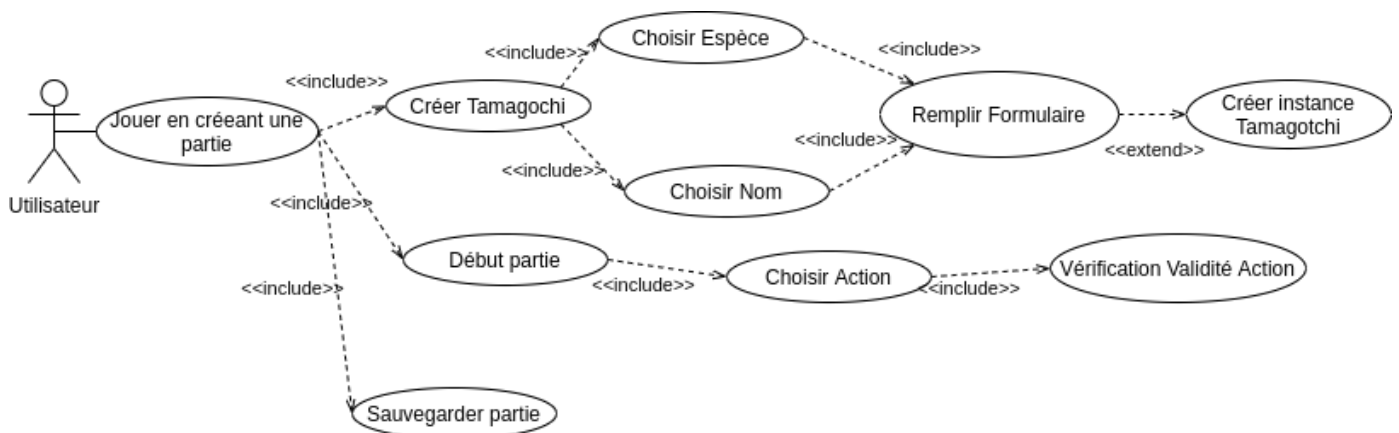 Choisir Espèce
<<include>>
<<include>>
<<include>>
Créer Tamagochi
Jouer en créeant une
partie
Remplir Formulaire
Créer instance
Tamagotchi
<<include>>
<<extend>>
<<include>>
Choisir Nom
Utilisateur
<<include>>
Début partie
Choisir Action
Vérification Validité Action
<<include>>
<<include>>
<<include>>
Sauvegarder partie